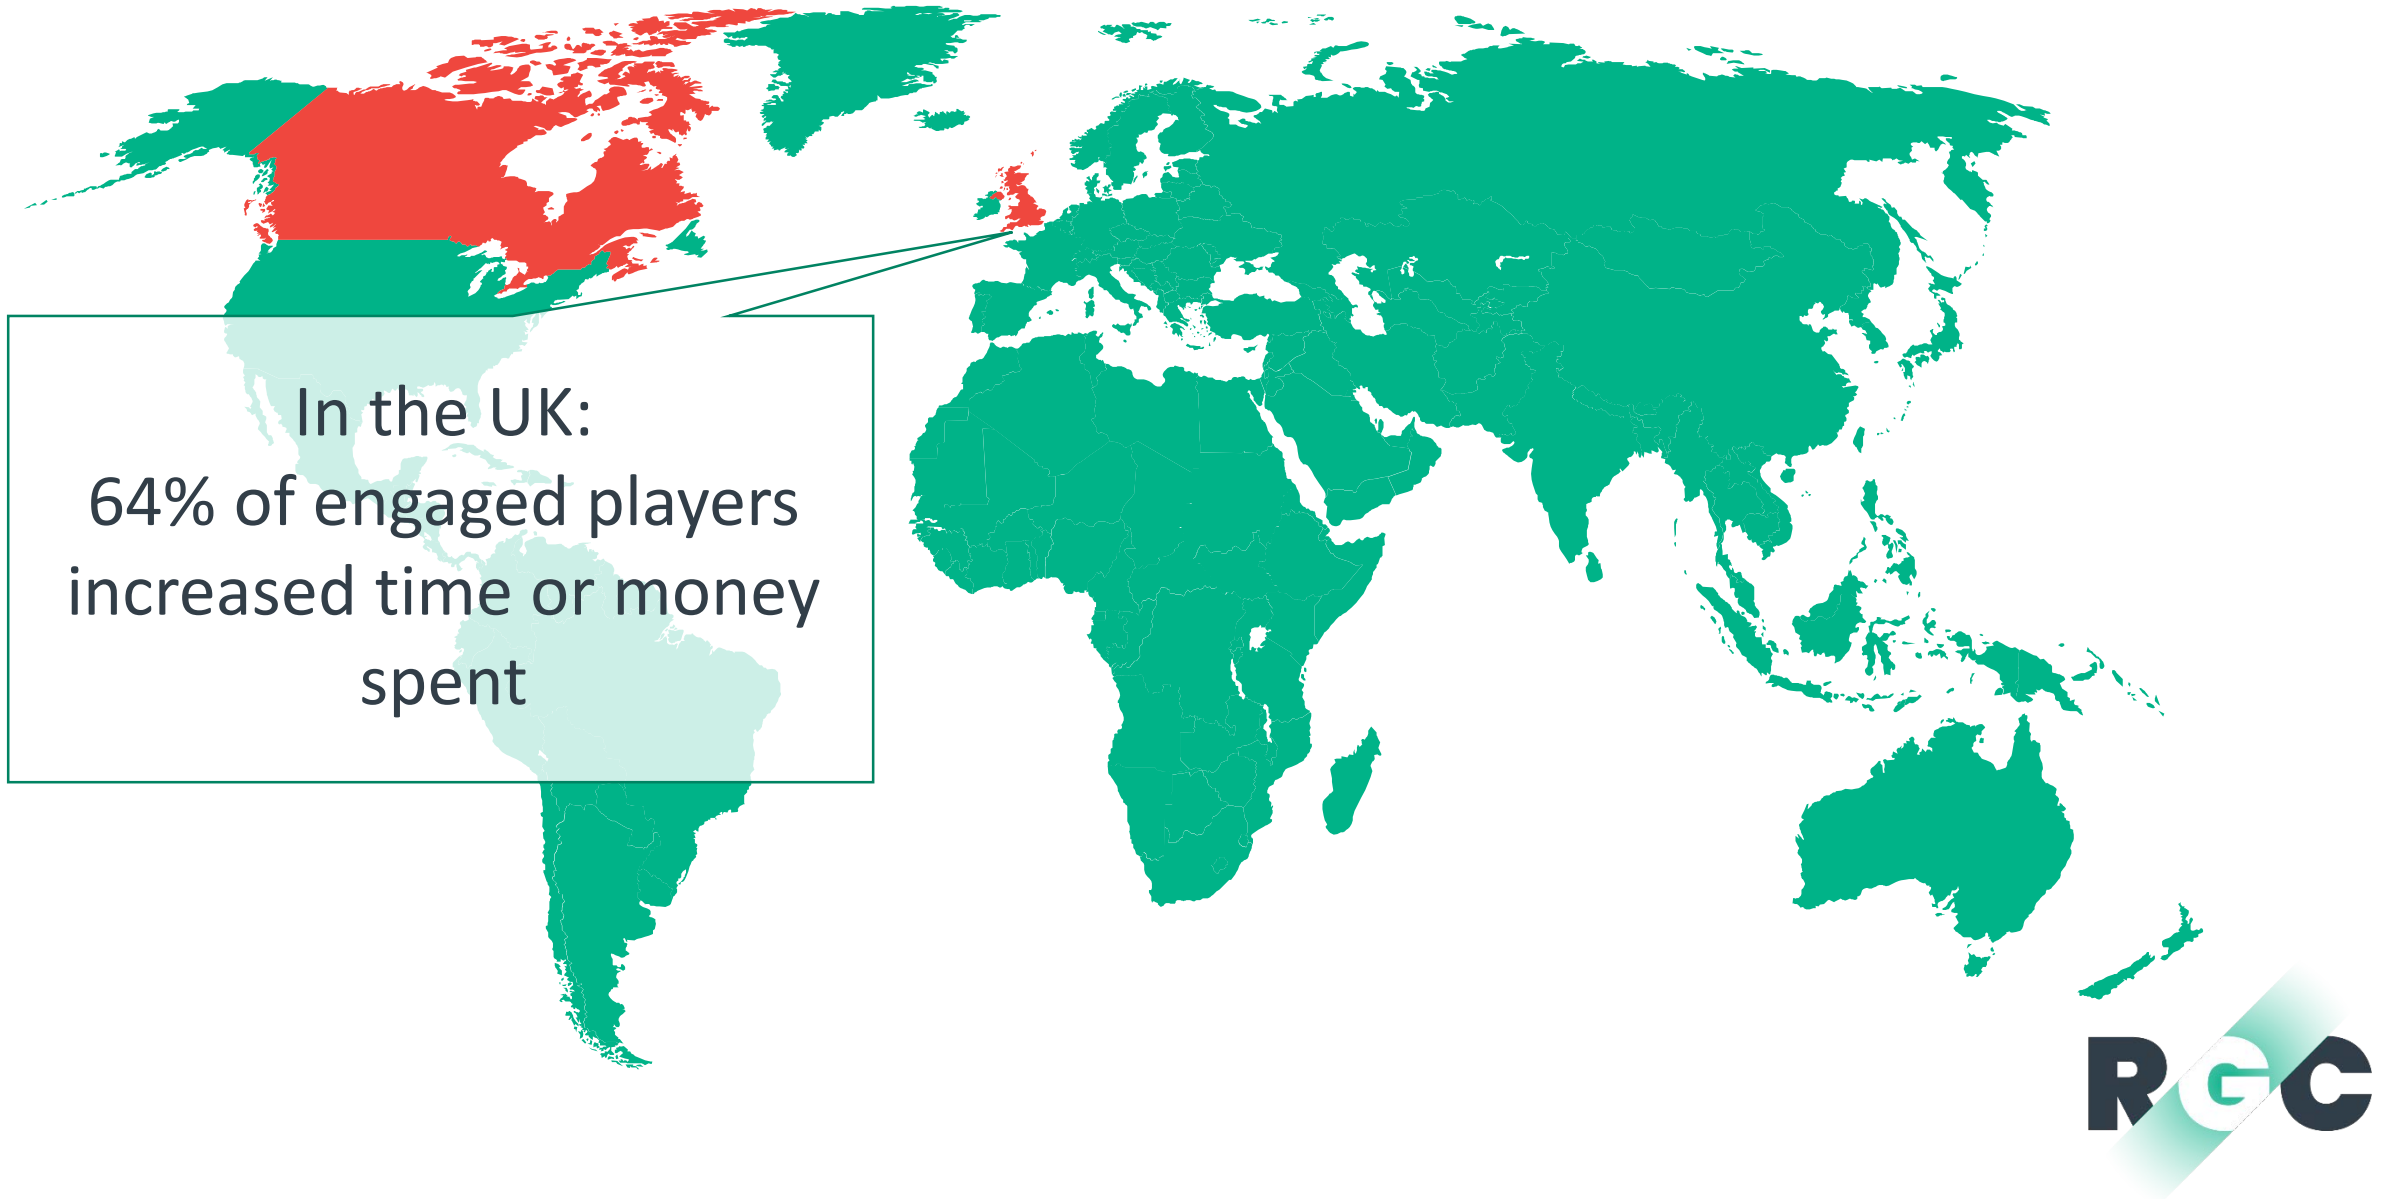 In the UK:
64% of engaged players
increased time or money
spent
RGC